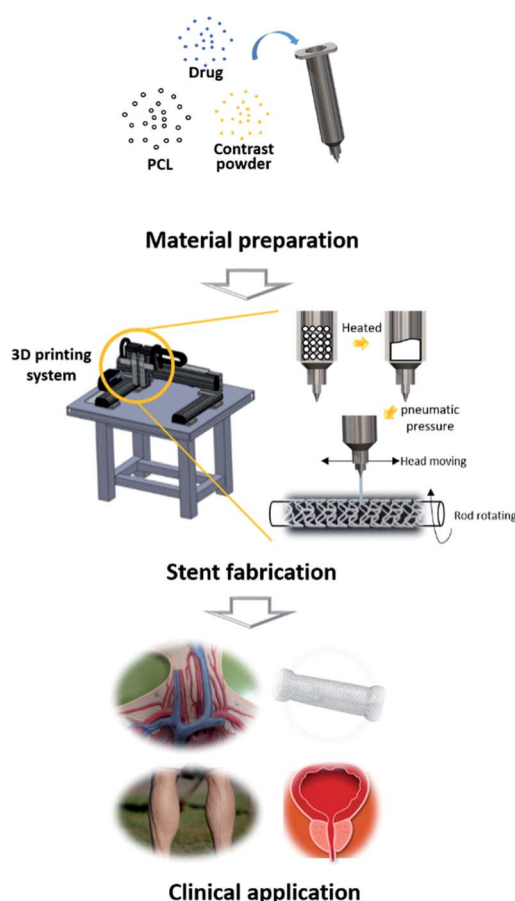 Drug
PCL
Contrast
powder
Material preparation
3D printing
system
Heated
pneumatic
pressure
Head moving
Rod rotating
Stent fabrication
Clinical application